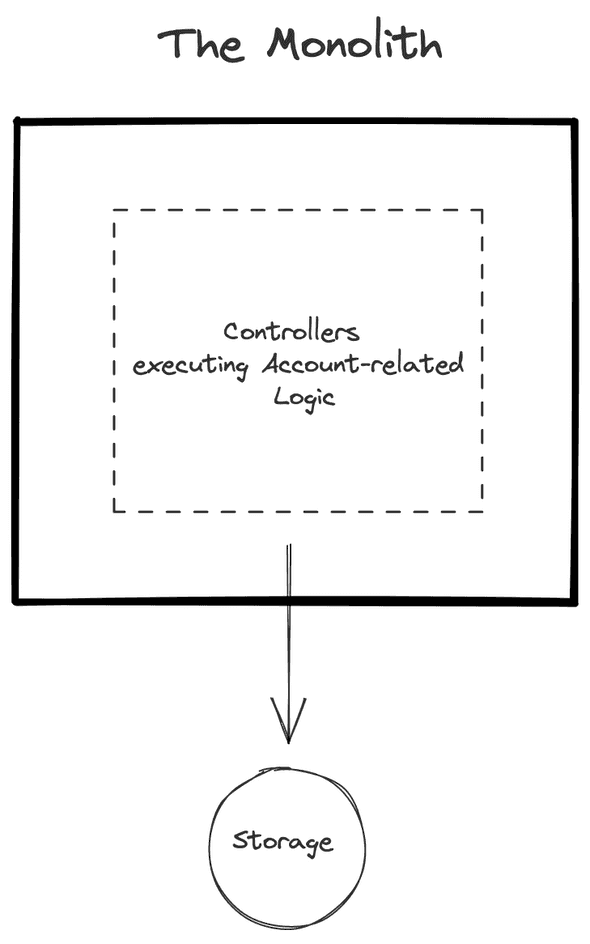 The Monolith
Controllers
executing Account-related
Logic
Storage